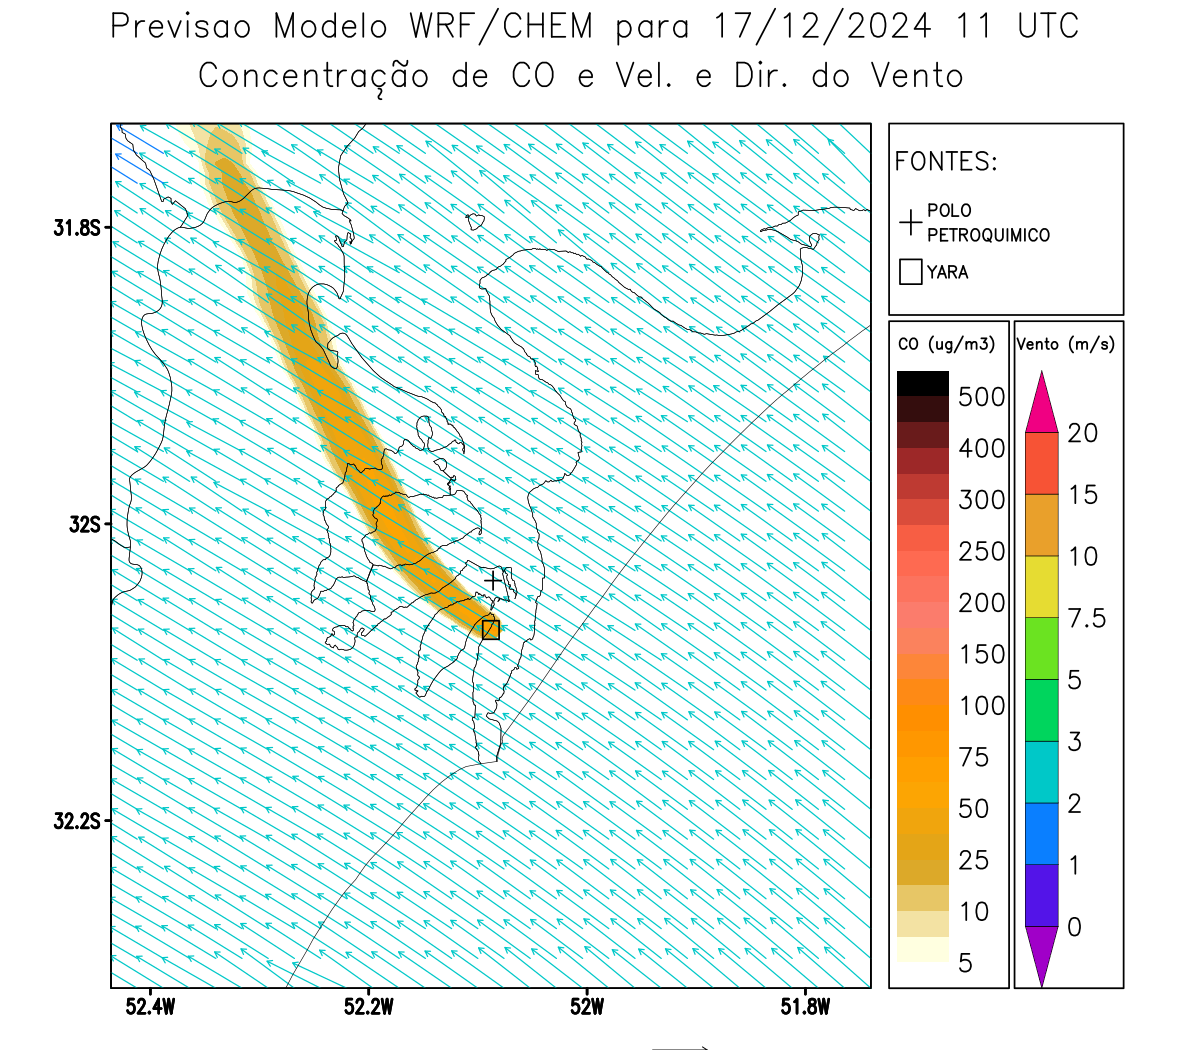 Previsao Modelo WRF/CHEM para 17/12/2024 11 UTC
Concentração de CO e Vel. e Dir. do Vento
FONTES:
POLO
PETROQUIMICO
YARA
31.8S
32S
32.2S
52.4W
52.2W
52W
51.8W
CO (ug/m3)
500
400
300
250
200
150
100
75
50
25
10
5
Vento (m/s)
20
15
10
7.5
5
3
2
1
0